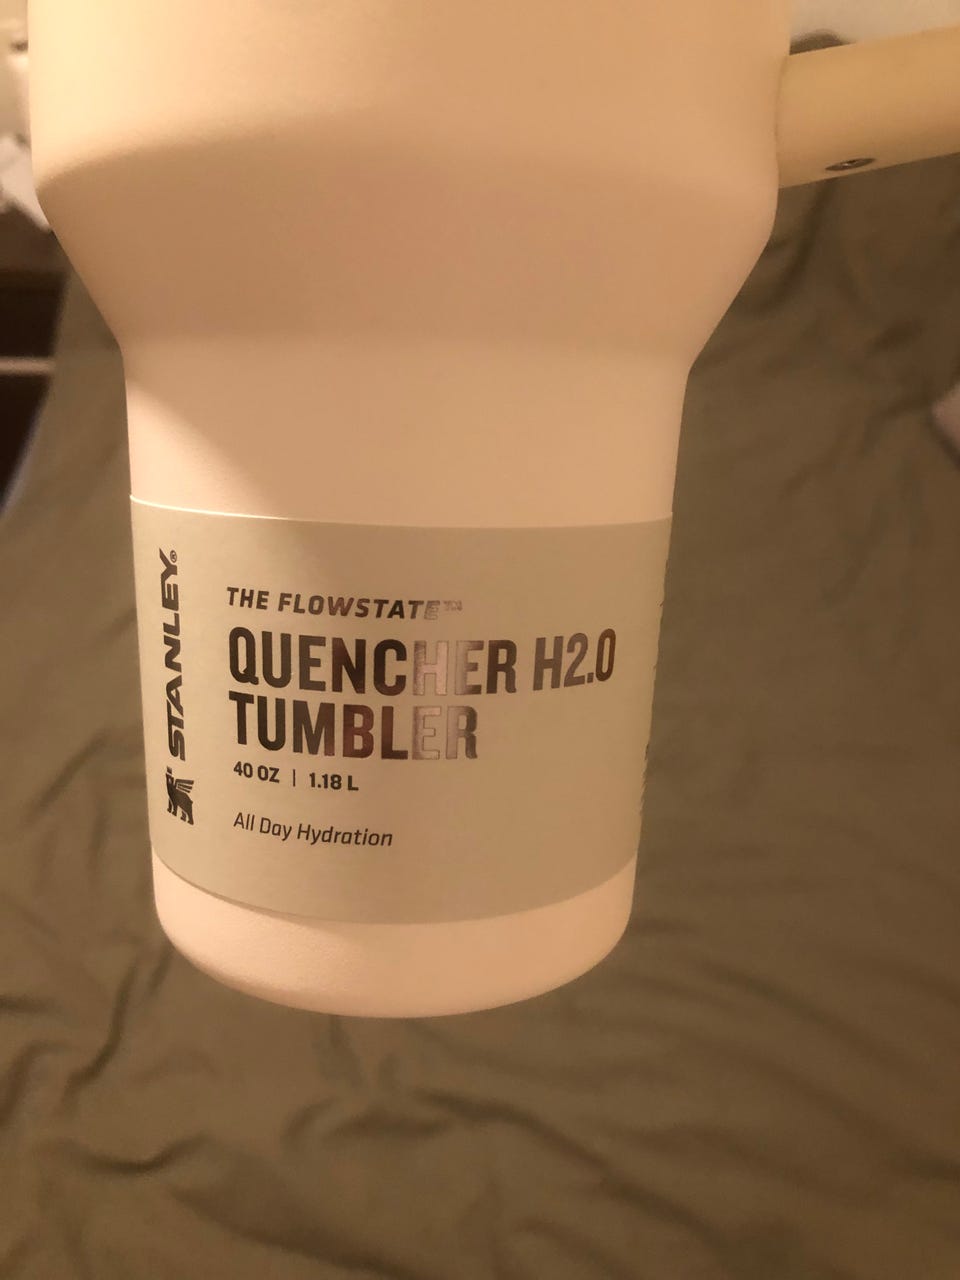 STANLEY®
THE FLOWSTATE™
QUENCHER H2.0
TUMBLER
40 OZ | 1.18 L
All Day Hydration